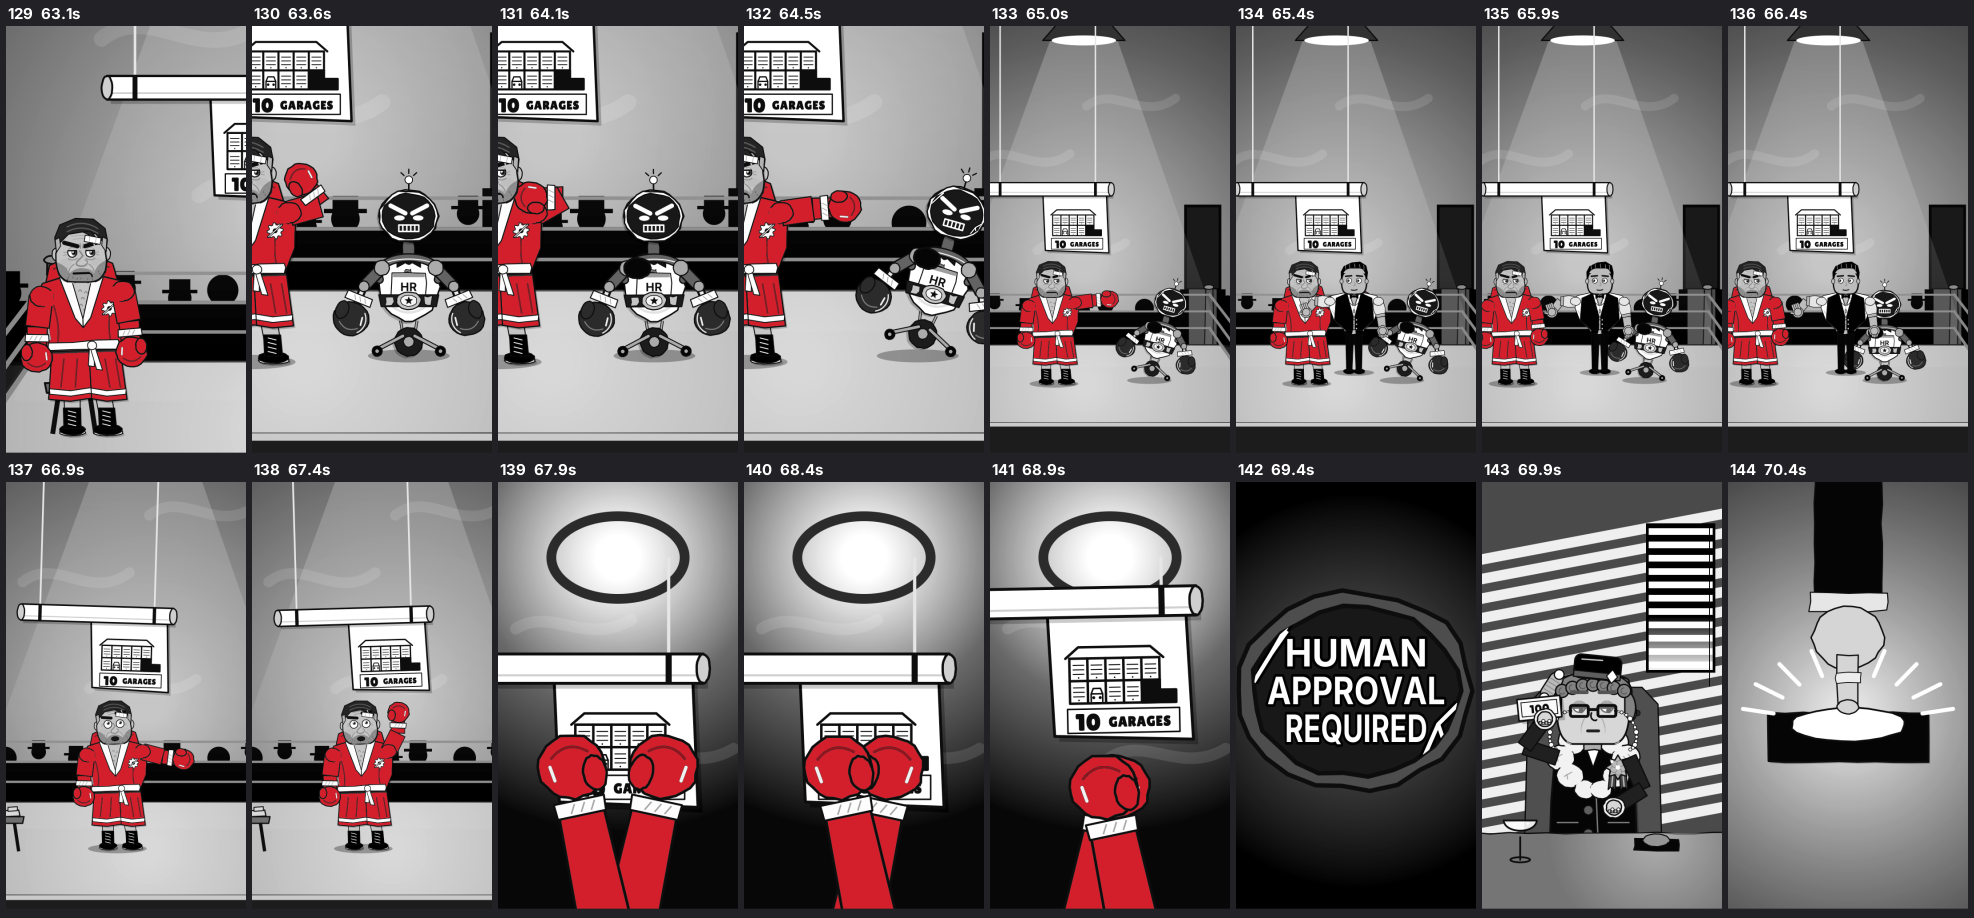 129 63.1s
130 63.6s
131 64.1s
132 64.5s
133 65.0s
134 65.4s
135 65.9s
136 66.4s
10
10 GARAGES
HR
10 GARAGES
HR
10 GARAGES
HR
10 GARAGES
HR
10 GARAGES
HR
10 GARAGES
HR
10 GARAGES
HR
137 66.9s
138 67.4s
139 67.9s
140 68.4s
141 68.9s
142 69.4s
143 69.9s
144 70.4s
10 GARAGES
10 GARAGES
10 GARAGES
HUMAN
APPROVAL
REQUIRED
100